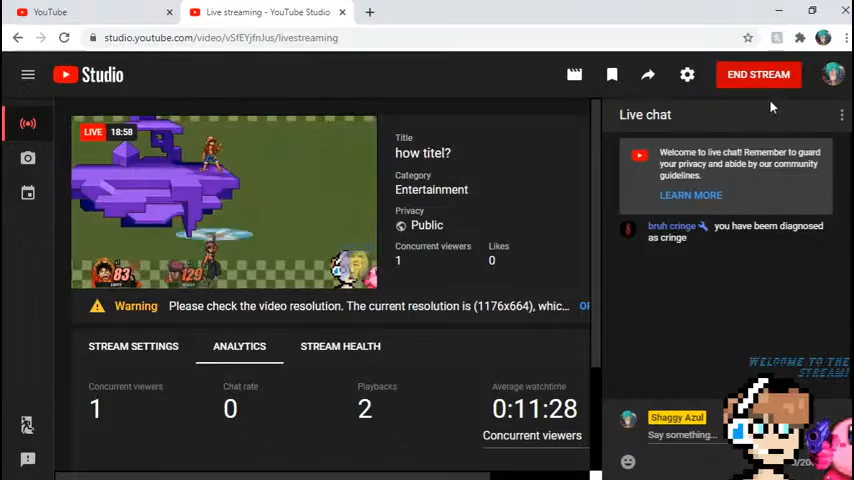 YouTube
Live streaming - YouTube Studio
studio.youtube.com/video/vSfEYjfnJus/livestreaming
Studio
END STREAM
LIVE 18:58
83
129
Title
how titel?
Category
Entertainment
Privacy
Public
Concurrent viewers
Likes
1
0
Warning Please check the video resolution. The current resolution is (1176x664), whic...
STREAM SETTINGS
ANALYTICS
STREAM HEALTH
Concurrent viewers
Chat rate
Playbacks
Average watchtime
1
0
2
0:11:28
Concurrent viewers
Live chat
Welcome to live chat! Remember to guard
your privacy and abide by our community
guidelines.
LEARN MORE
bruh cringe you have beem diagnosed
as cringe
WELCOME TO THE
STREAM!
Shaggy Azul
Say something...